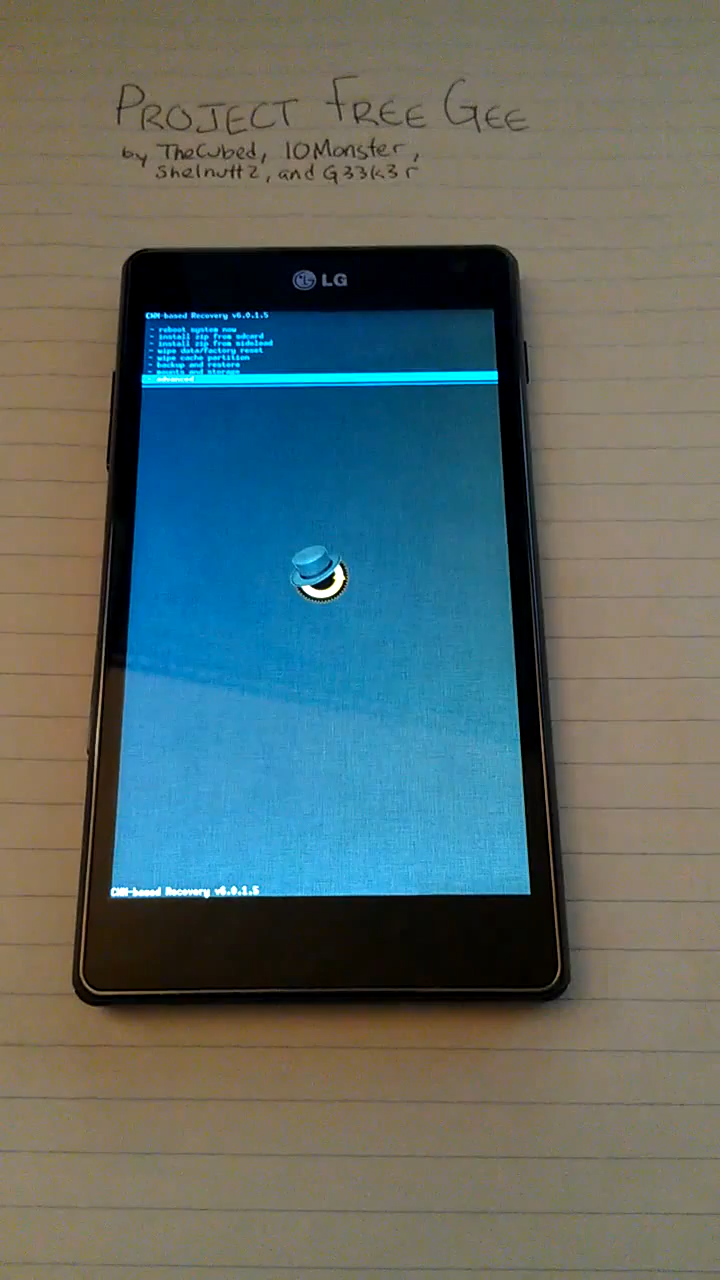 PROJECT FREE GEE
by TheCubed, IOMonster,
Shelnutt2, and G33k3r
LG
CWM-based Recovery v6.0.1.5
- reboot system now
- install zip from sdcard
- install zip from sideload
- wipe data/factory reset
- wipe cache partition
- backup and restore
- mounts and storage
- advanced
CWM-based Recovery v6.0.1.5